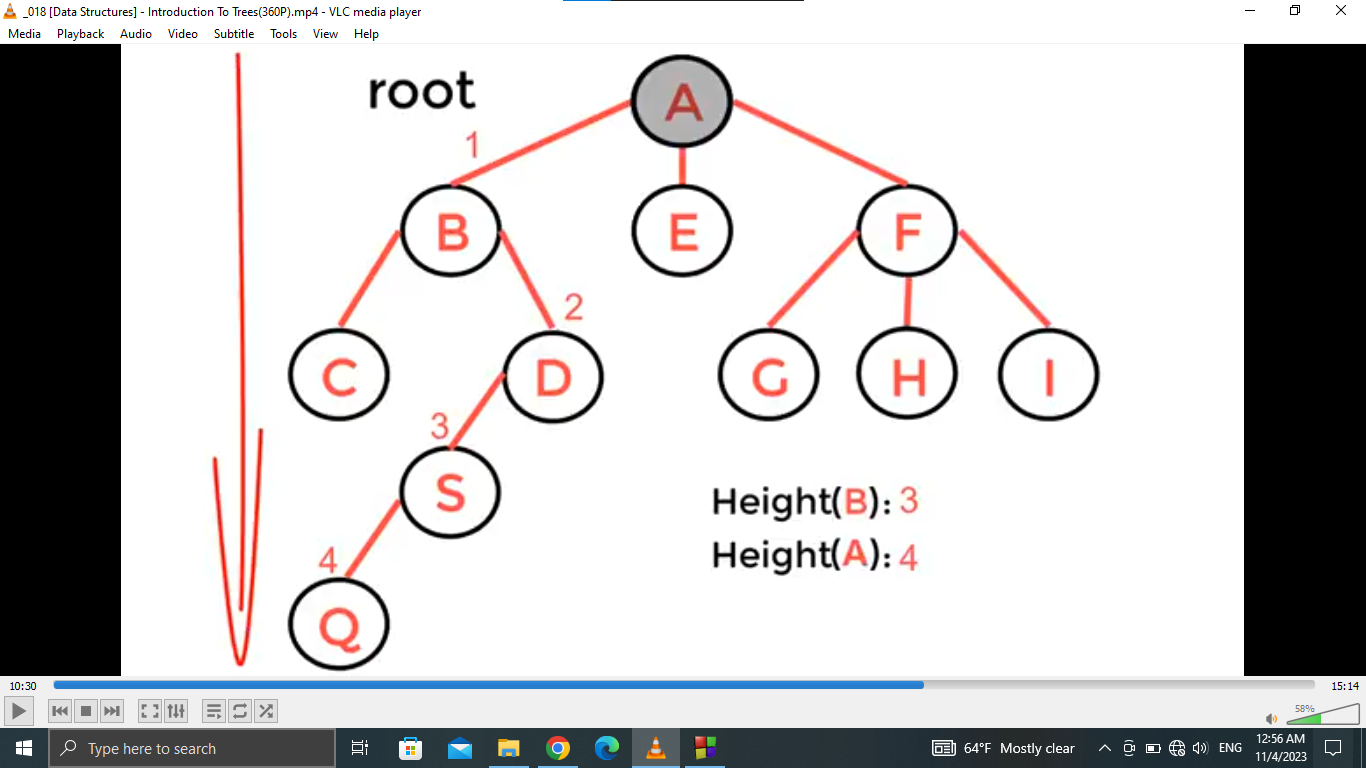 _018 [Data Structures] - Introduction To Trees(360P).mp4 - VLC media player
Media Playback Audio Video Subtitle Tools View Help
root
A
1
B
E
F
2
C
D
G
H
I
3
S
Height(B): 3
Height(A): 4
4
Q
10:30
15:14
58%
Type here to search
64°F Mostly clear
ENG
12:56 AM
11/4/2023